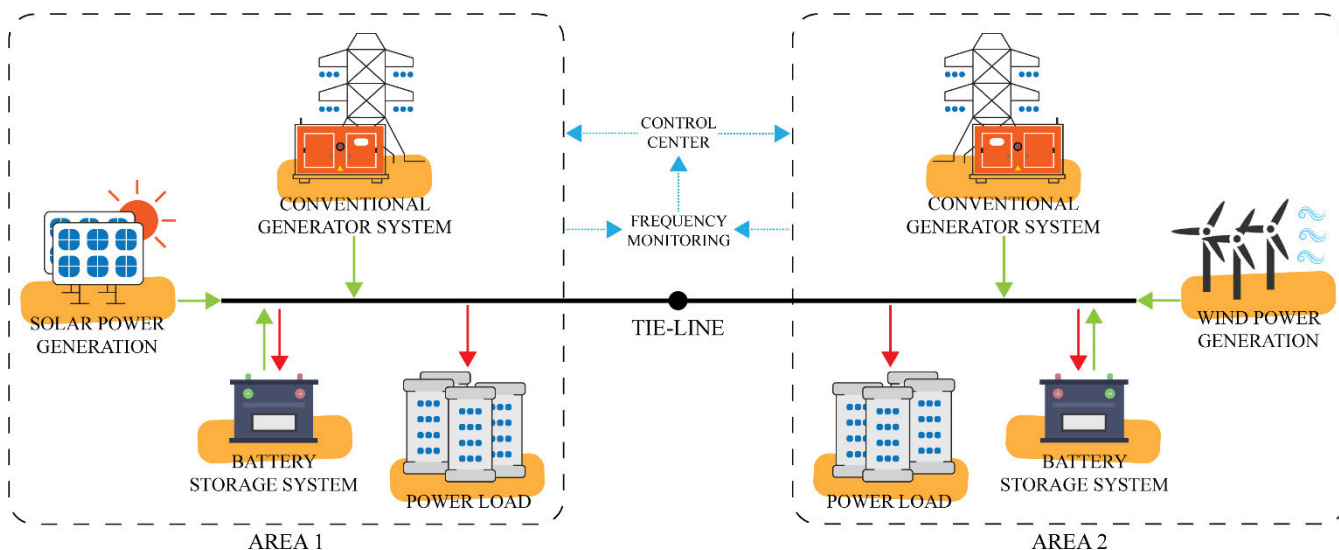 CONVENTIONAL
GENERATOR SYSTEM
SOLAR POWER
GENERATION
BATTERY
STORAGE SYSTEM
POWER LOAD
AREA 1
CONTROL
CENTER
FREQUENCY
MONITORING
TIE-LINE
CONVENTIONAL
GENERATOR SYSTEM
WIND POWER
GENERATION
POWER LOAD
BATTERY
STORAGE SYSTEM
AREA 2